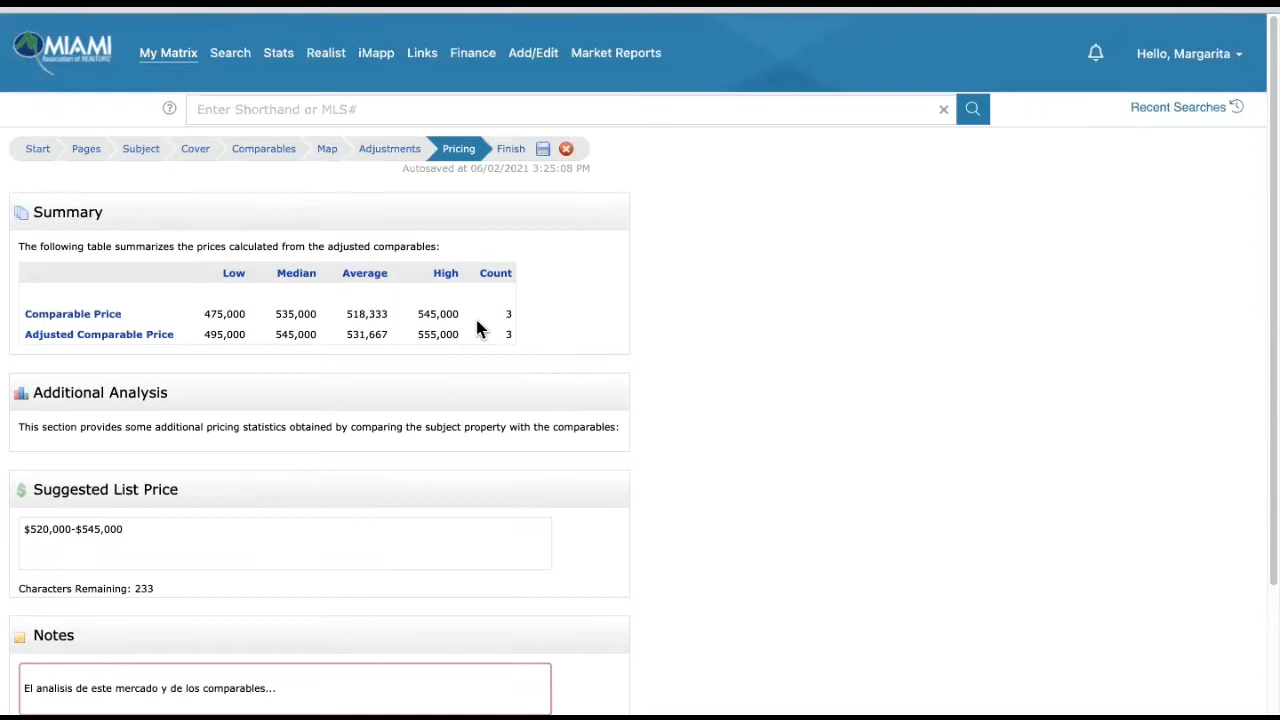 MIAMI
Association of REALTORS
My Matrix Search Stats Realist iMapp Links Finance Add/Edit Market Reports
Hello, Margarita
Enter Shorthand or MLS#
Recent Searches
Start Pages Subject Cover Comparables Map Adjustments Pricing Finish
Autosaved at 06/02/2021 3:25:08 PM
Summary
The following table summarizes the prices calculated from the adjusted comparables:
Low Median Average High Count
Comparable Price 475,000 535,000 518,333 545,000 3
Adjusted Comparable Price 495,000 545,000 531,667 555,000 3
Additional Analysis
This section provides some additional pricing statistics obtained by comparing the subject property with the comparables:
Suggested List Price
$520,000-$545,000
Characters Remaining: 233
Notes
El analisis de este mercado y de los comparables...